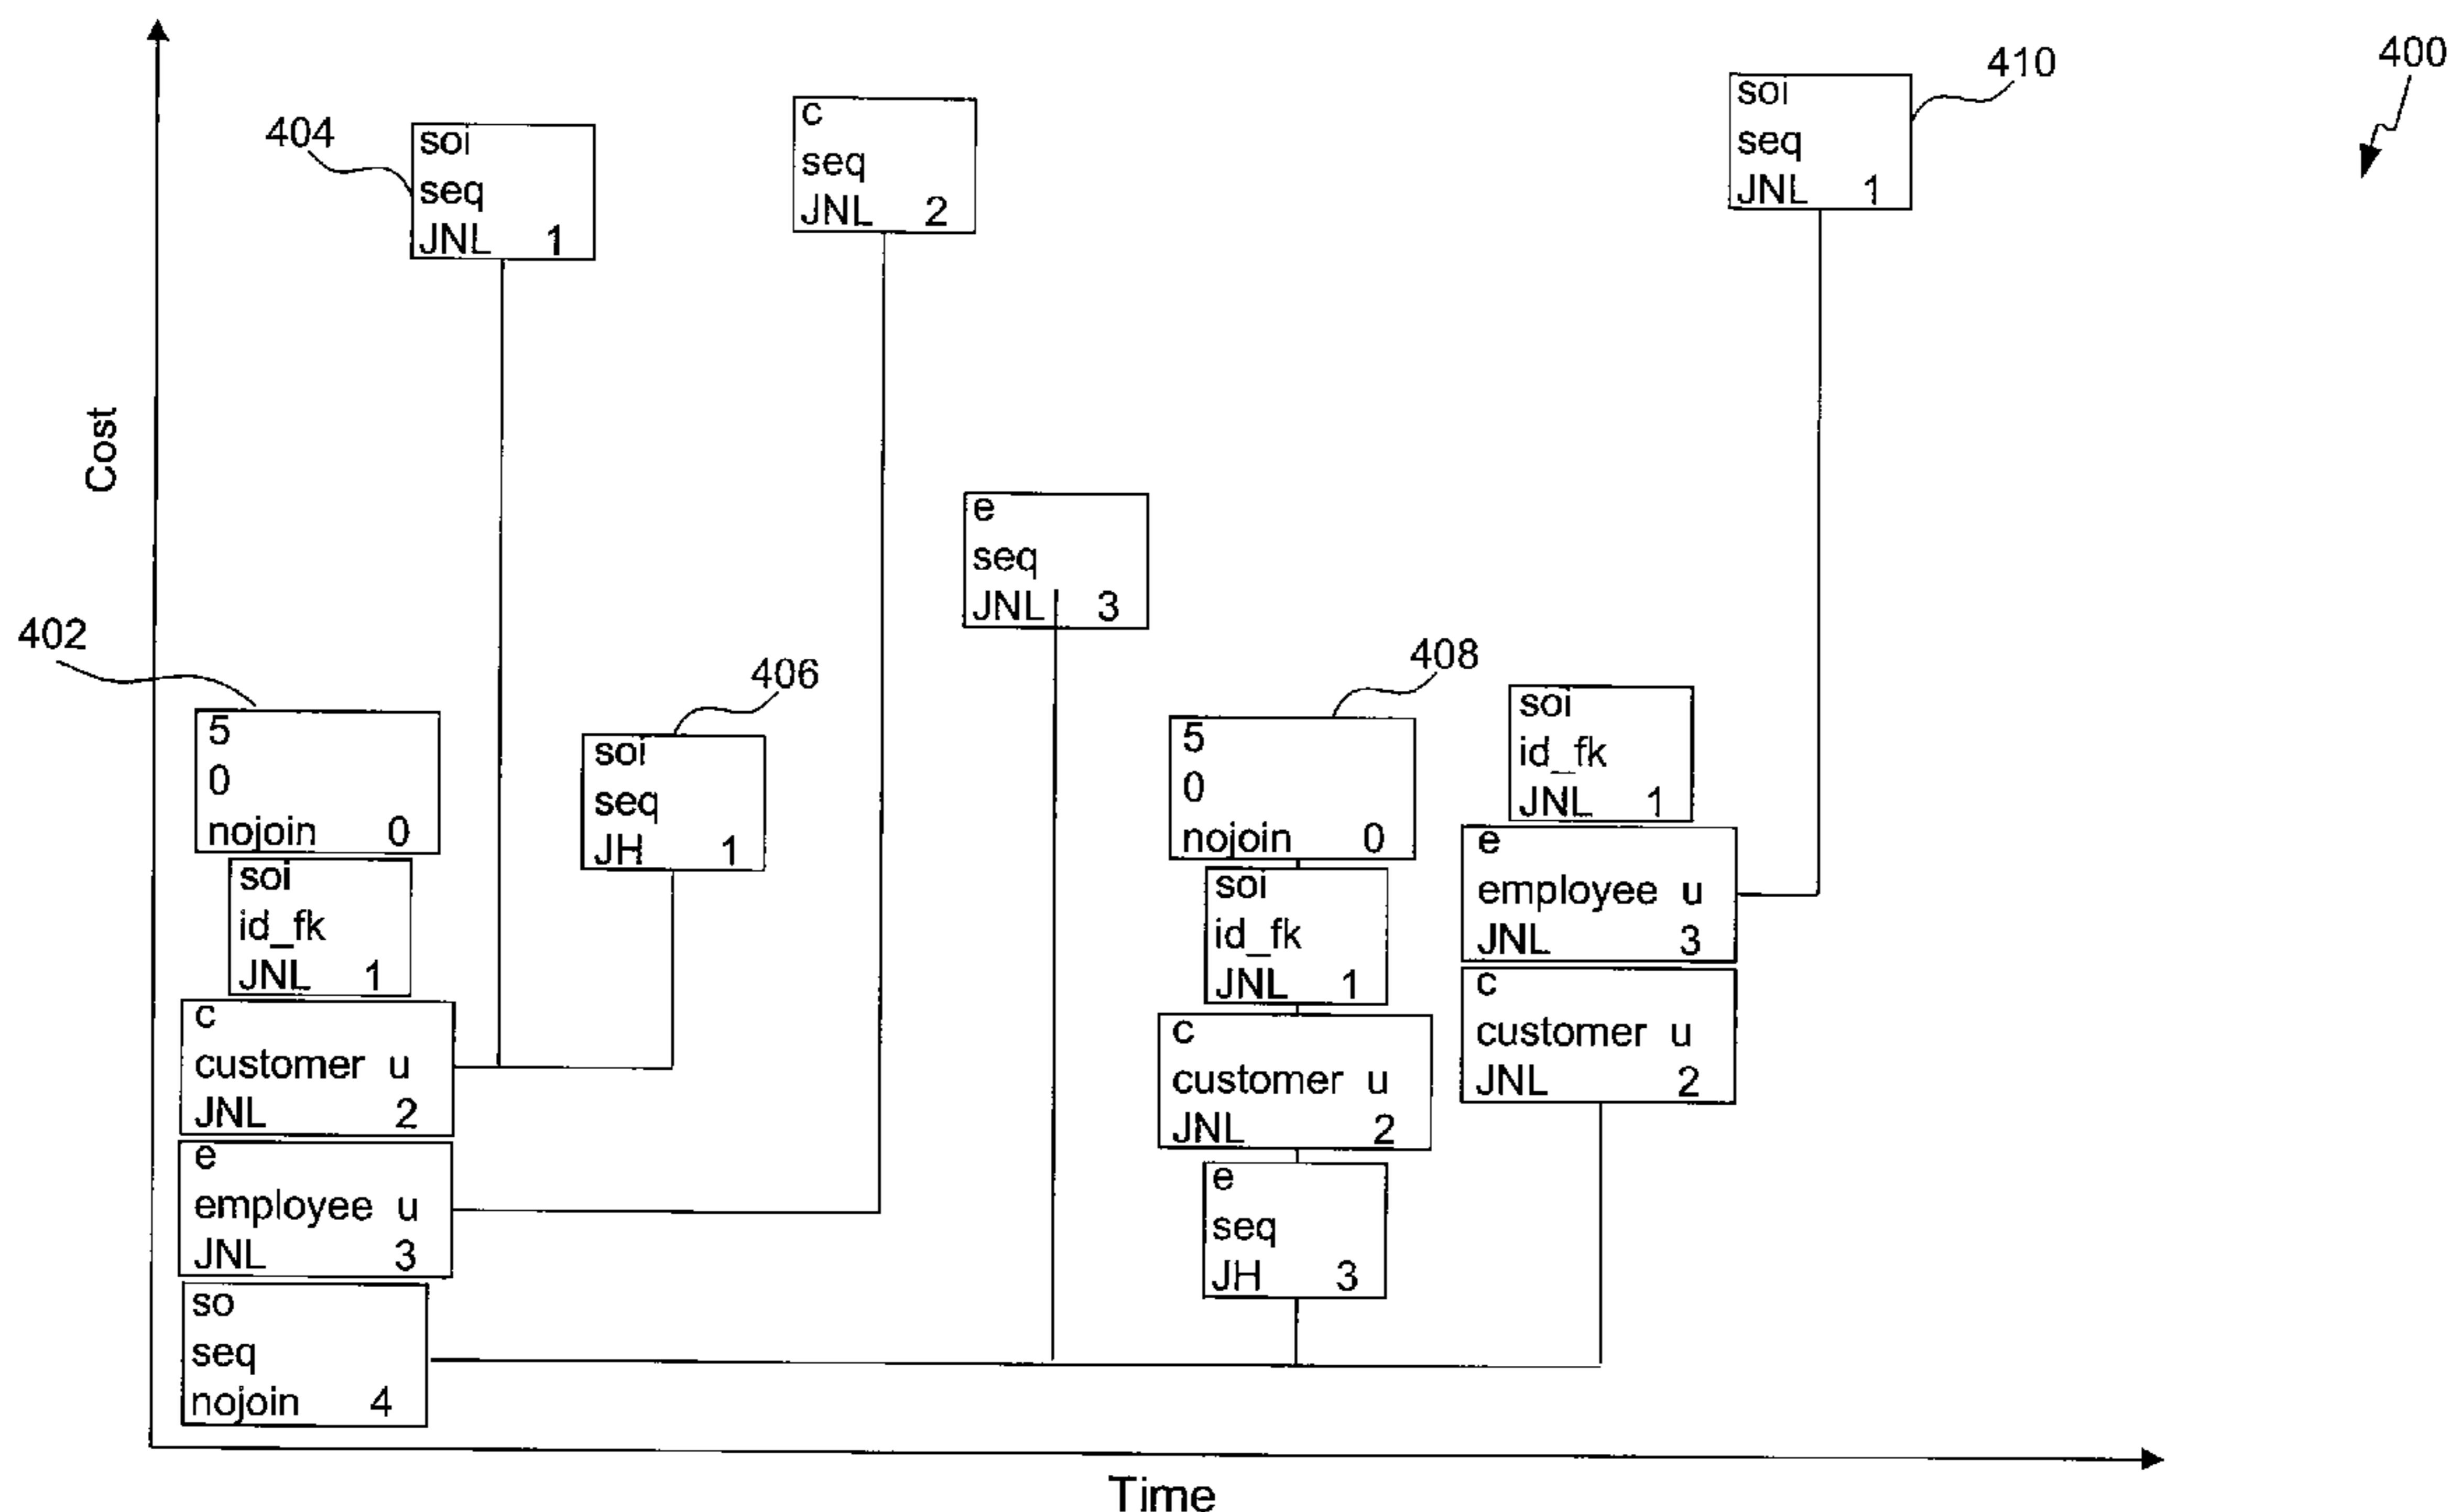 400
410
soi
seq
JNL 1
c
seq
JNL 2
404
soi
seq
JNL 1
Cost
e
seq
JNL 3
402
406
408
5
0
nojoin 0
soi
id_fk
JNL 1
c
customer u
JNL 2
e
employee u
JNL 3
so
seq
nojoin 4
soi
seq
JH 1
5
0
nojoin 0
soi
id_fk
JNL 1
c
customer u
JNL 2
e
seq
JH 3
soi
id_fk
JNL 1
e
employee u
JNL 3
c
customer u
JNL 2
Time